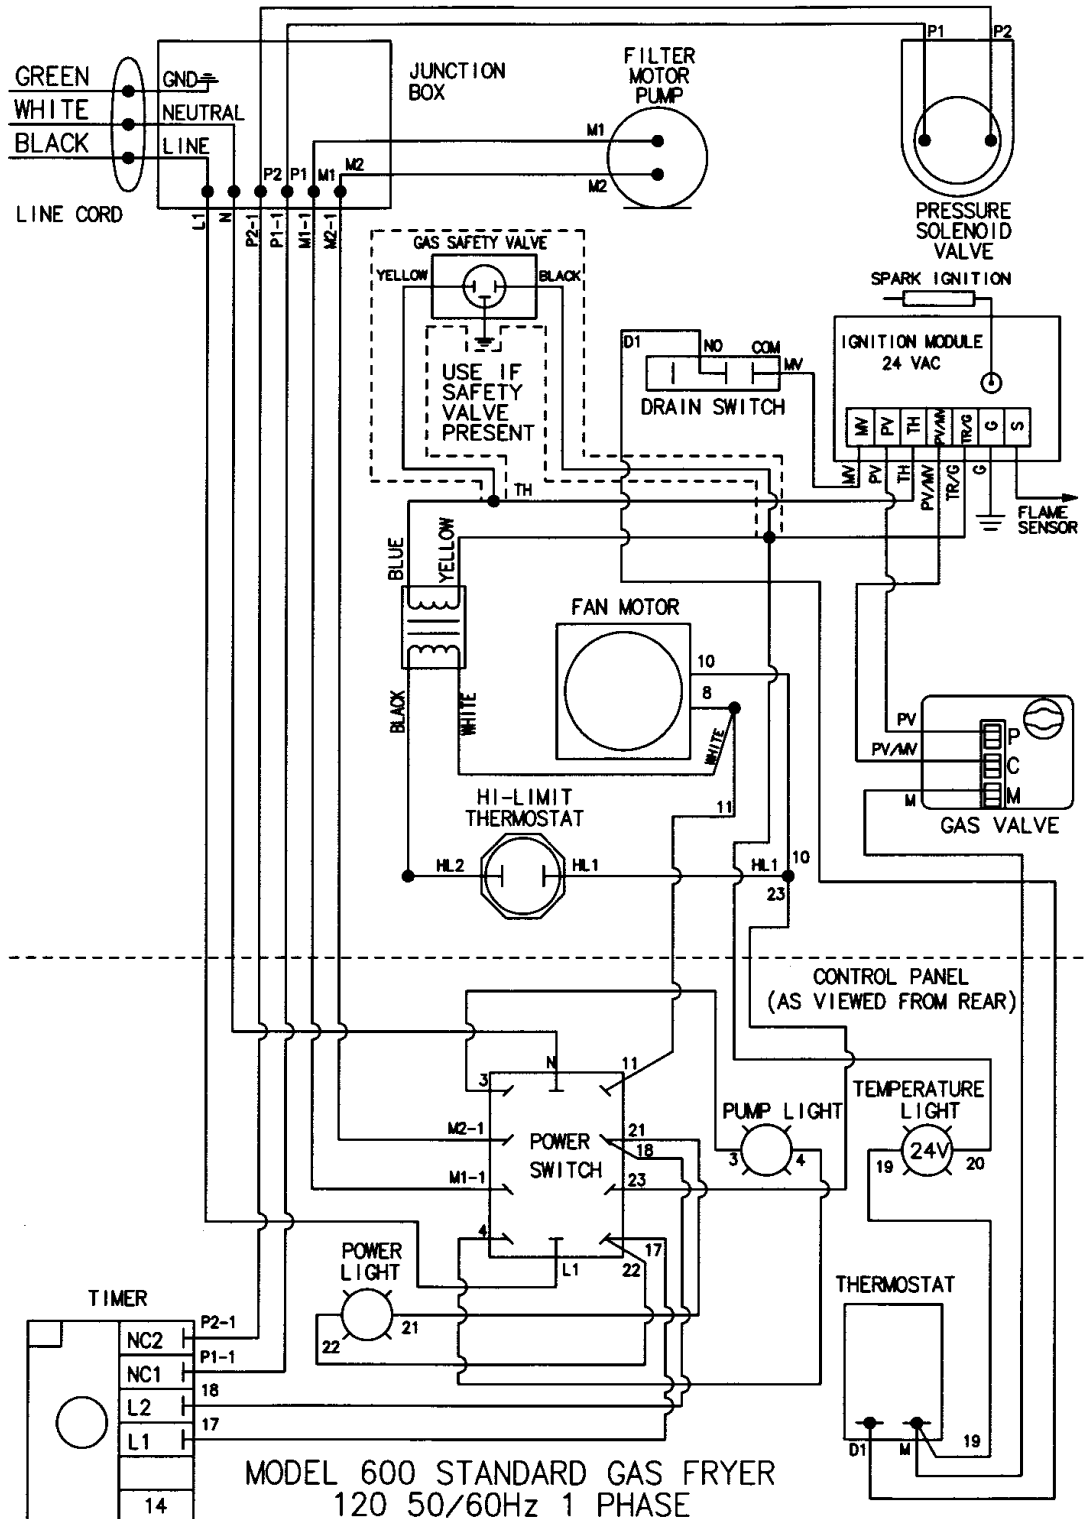 P1
P2
GREEN
WHITE
BLACK
LINE CORD
GND
NEUTRAL
LINE
JUNCTION
BOX
P2
P1
M1
M2
L1
N
P2-1
P1-1
M1-1
M2-1
FILTER
MOTOR
PUMP
M1
M2
PRESSURE
SOLENOID
VALVE
GAS SAFETY VALVE
YELLOW
BLACK
USE IF
SAFETY
VALVE
PRESENT
SPARK IGNITION
IGNITION MODULE
24 VAC
MV
PV
TH
PV/MV
TR/G
G
S
MV
PV
TH
PV/MV
TR/G
G
FLAME
SENSOR
D1
NO
COM
MV
DRAIN SWITCH
TH
BLUE
YELLOW
BLACK
WHITE
FAN MOTOR
10
8
WHITE
11
PV
PV/MV
M
P
C
M
GAS VALVE
HI-LIMIT
THERMOSTAT
HL2
HL1
HL1
10
23
CONTROL PANEL
(AS VIEWED FROM REAR)
3
N
11
M2-1
POWER
SWITCH
21
18
M1-1
23
4
L1
17
22
PUMP LIGHT
3
4
TEMPERATURE
LIGHT
24V
19
20
POWER
LIGHT
22
21
THERMOSTAT
D1
M
19
TIMER
NC2
P2-1
NC1
P1-1
L2
18
L1
17
14
MODEL 600 STANDARD GAS FRYER
120 50/60Hz 1 PHASE